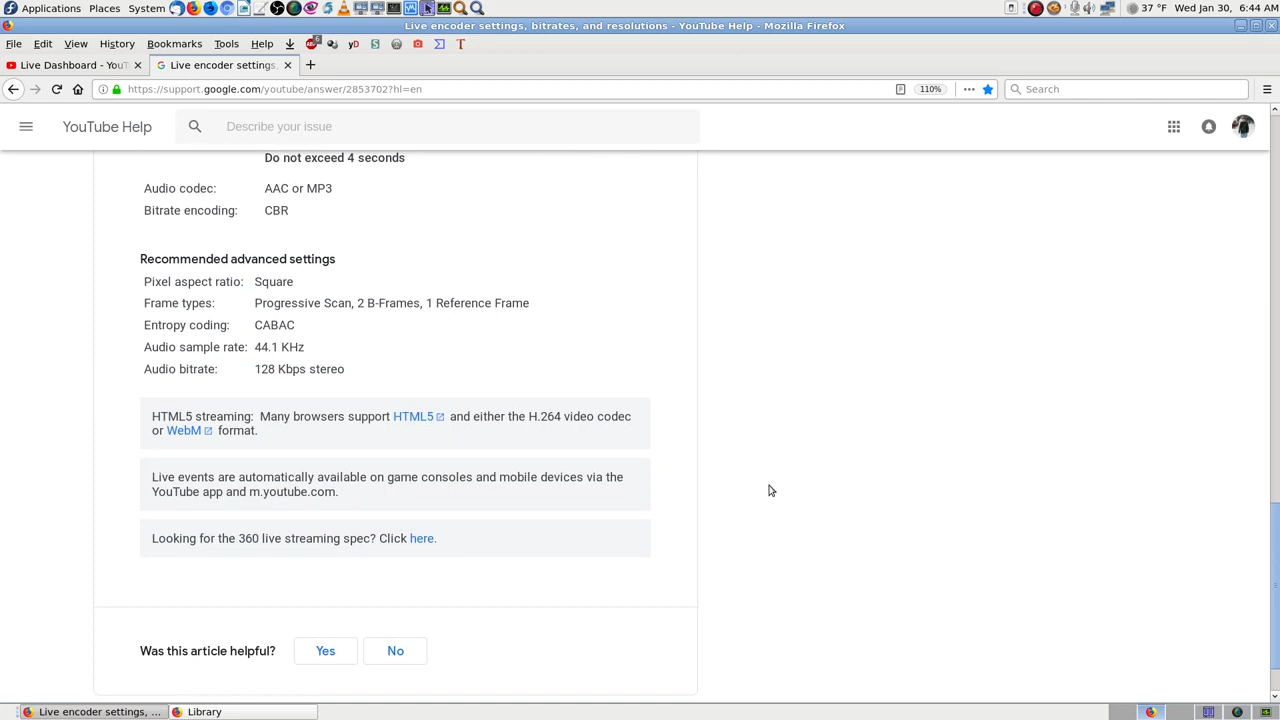 Applications Places System 37 °F Wed Jan 30, 6:44 AM
Live encoder settings, bitrates, and resolutions - YouTube Help - Mozilla Firefox
File Edit View History Bookmarks Tools Help 6 yD S T
Live Dashboard - YouT Live encoder settings,
https://support.google.com/youtube/answer/2853702?hl=en 110% Search
YouTube Help Describe your issue
Do not exceed 4 seconds
Audio codec: AAC or MP3
Bitrate encoding: CBR
Recommended advanced settings
Pixel aspect ratio: Square
Frame types: Progressive Scan, 2 B-Frames, 1 Reference Frame
Entropy coding: CABAC
Audio sample rate: 44.1 KHz
Audio bitrate: 128 Kbps stereo
HTML5 streaming: Many browsers support HTML5 and either the H.264 video codec
or WebM format.
Live events are automatically available on game consoles and mobile devices via the
YouTube app and m.youtube.com.
Looking for the 360 live streaming spec? Click here.
Was this article helpful? Yes No
Live encoder settings, ... Library